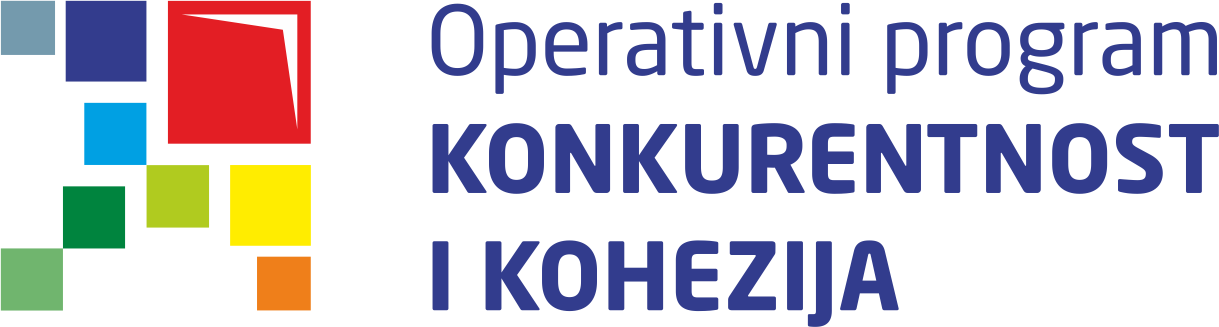 Operativni program
KONKURENTNOST
I KOHEZIJA